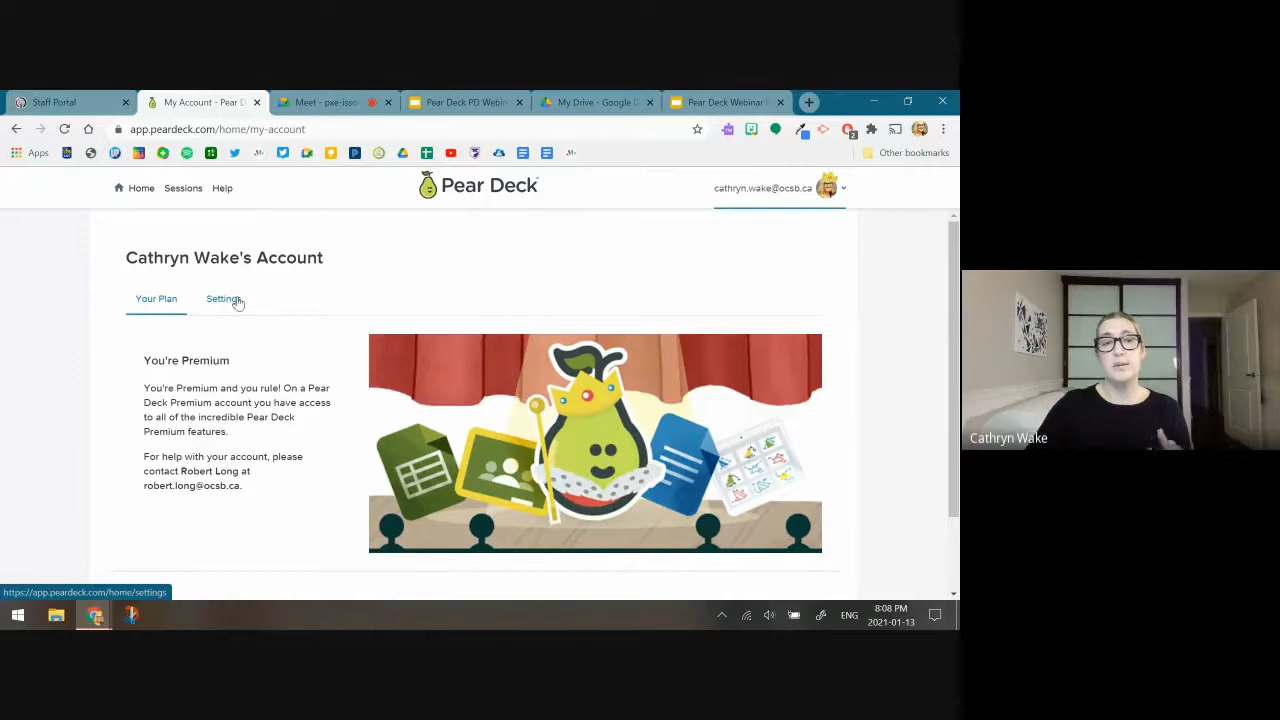 Staff Portal
My Account - Pear D
Meet - pxe-isso
Pear Deck PD Webin
My Drive - Google D
Pear Deck Webinar
app.peardeck.com/home/my-account
2
Apps
Other bookmarks
Home
Sessions
Help
Pear Deck
cathryn.wake@ocsb.ca
Cathryn Wake's Account
Your Plan
Settings
You're Premium
You're Premium and you rule! On a Pear
Deck Premium account you have access
to all of the incredible Pear Deck
Premium features.
For help with your account, please
contact Robert Long at
robert.long@ocsb.ca.
Cathryn Wake
https://app.peardeck.com/home/settings
ENG
8:08 PM
2021-01-13